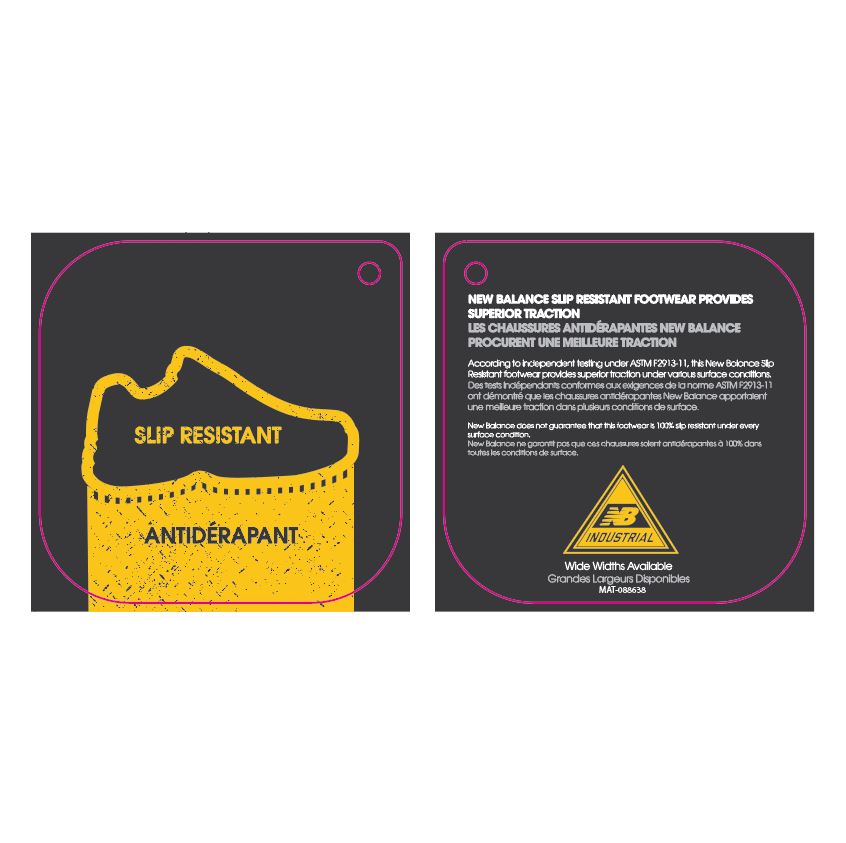 SLIP RESISTANT
ANTIDÉRAPANT
NEW BALANCE SLIP RESISTANT FOOTWEAR PROVIDES
SUPERIOR TRACTION
LES CHAUSSURES ANTIDÉRAPANTES NEW BALANCE
PROCURENT UNE MEILLEURE TRACTION
According to independent testing under ASTM F2913-11, this New Balance Slip
Resistant footwear provides superior traction under various surface conditions.
Des tests indépendants conformes aux exigences de la norme ASTM F2913-11
ont démontré que les chaussures antidérapantes New Balance apportaient
une meilleure traction dans plusieurs conditions de surface.
New Balance does not guarantee that this footwear is 100% slip resistant under every
surface condition.
New Balance ne garantit pas que ces chaussures soient antidérapantes à 100% dans
toutes les conditions de surface.
NB
INDUSTRIAL
Wide Widths Available
Grandes Largeurs Disponibles
MAT-088638